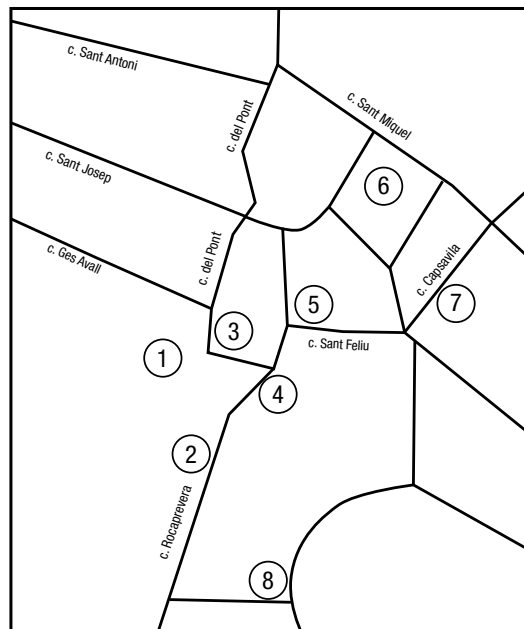 c. Sant Antoni
c. Sant Miquel
c. del Pont
c. Sant Josep
6
c. del Pont
c. Ges Avall
c. Capsavila
7
5
3
c. Sant Feliu
1
4
2
c. Rocaprevera
8